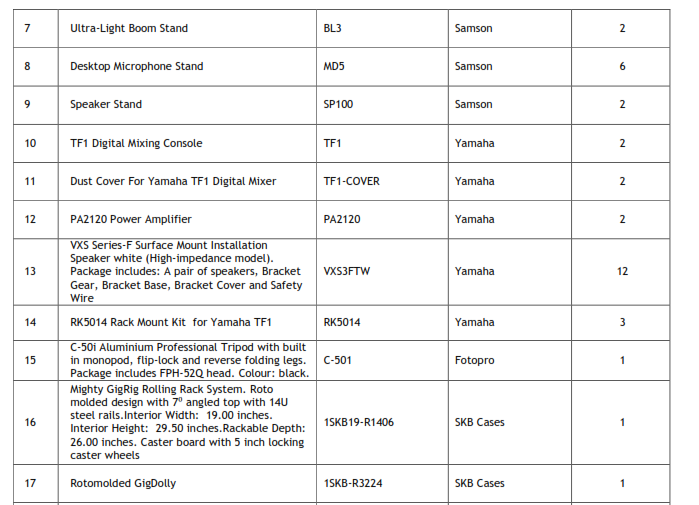 7 Ultra-Light Boom Stand BL3 Samson 2
8 Desktop Microphone Stand MD5 Samson 6
9 Speaker Stand SP100 Samson 2
10 TF1 Digital Mixing Console TF1 Yamaha 2
11 Dust Cover For Yamaha TF1 Digital Mixer TF1-COVER Yamaha 2
12 PA2120 Power Amplifier PA2120 Yamaha 2
VXS Series-F Surface Mount Installation
Speaker white (High-impedance model).
13 Package includes: A pair of speakers, Bracket VXS3FTW Yamaha 12
Gear, Bracket Base, Bracket Cover and Safety
Wire
14 RK5014 Rack Mount Kit for Yamaha TF1 RK5014 Yamaha 3
C-50i Aluminium Professional Tripod with built
15 in monopod, flip-lock and reverse folding legs. C-501 Fotopro 1
Package includes FPH-52Q head. Colour: black.
Mighty GigRig Rolling Rack System. Roto
molded design with 7⁰ angled top with 14U
steel rails.Interior Width: 19.00 inches.
16 Interior Height: 29.50 inches.Rackable Depth: 1SKB19-R1406 SKB Cases 1
26.00 inches. Caster board with 5 inch locking
caster wheels
17 Rotomolded GigDolly 1SKB-R3224 SKB Cases 1